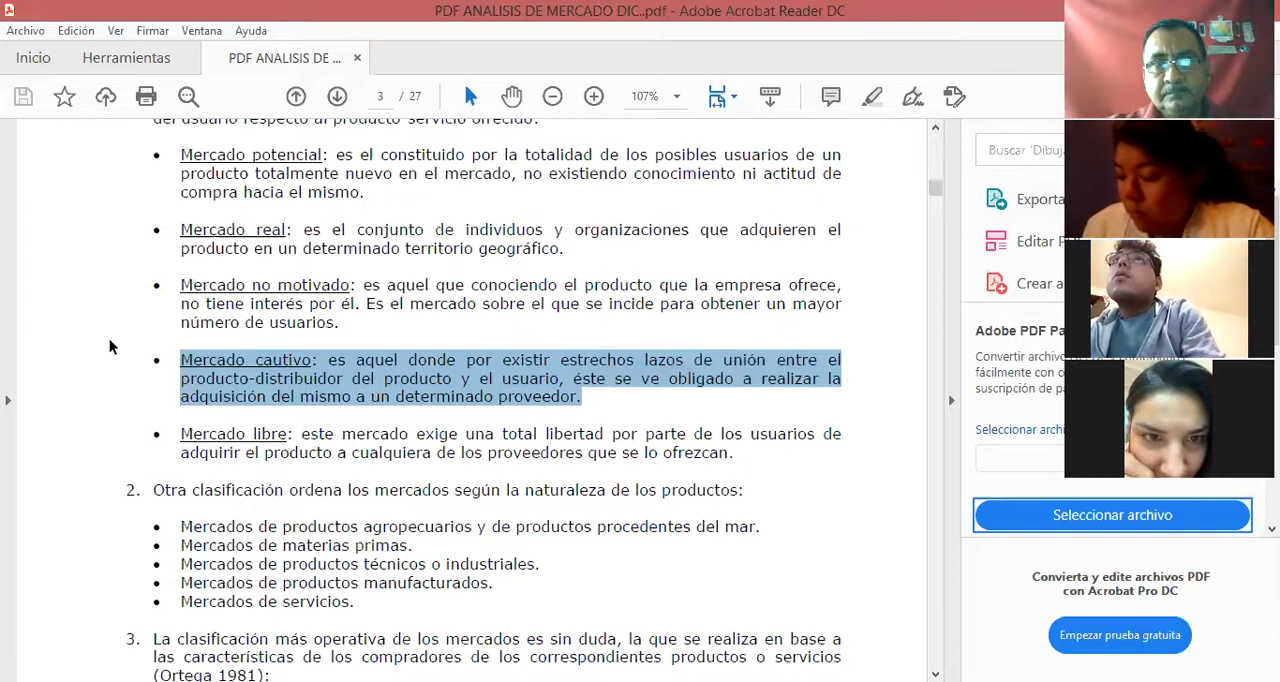 PDF ANALISIS DE MERCADO DIC..pdf - Adobe Acrobat Reader DC
Archivo Edición Ver Firmar Ventana Ayuda
Inicio Herramientas PDF ANALISIS DE ... ×
3 / 27 107%
del usuario respecto al producto-servicio ofrecido.
• Mercado potencial: es el constituido por la totalidad de los posibles usuarios de un
producto totalmente nuevo en el mercado, no existiendo conocimiento ni actitud de
compra hacia el mismo.
• Mercado real: es el conjunto de individuos y organizaciones que adquieren el
producto en un determinado territorio geográfico.
• Mercado no motivado: es aquel que conociendo el producto que la empresa ofrece,
no tiene interés por él. Es el mercado sobre el que se incide para obtener un mayor
número de usuarios.
• Mercado cautivo: es aquel donde por existir estrechos lazos de unión entre el
producto-distribuidor del producto y el usuario, éste se ve obligado a realizar la
adquisición del mismo a un determinado proveedor.
• Mercado libre: este mercado exige una total libertad por parte de los usuarios de
adquirir el producto a cualquiera de los proveedores que se lo ofrezcan.
2. Otra clasificación ordena los mercados según la naturaleza de los productos:
• Mercados de productos agropecuarios y de productos procedentes del mar.
• Mercados de materias primas.
• Mercados de productos técnicos o industriales.
• Mercados de productos manufacturados.
• Mercados de servicios.
3. La clasificación más operativa de los mercados es sin duda, la que se realiza en base a
las características de los compradores de los correspondientes productos o servicios
(Ortega 1981):
Buscar 'Dibuj
Exporta
Editar P
Crear a
Adobe PDF Pa
Convertir archivo
fácilmente con o
suscripción de pa
Seleccionar archi
Seleccionar archivo
Convierta y edite archivos PDF
con Acrobat Pro DC
Empezar prueba gratuita